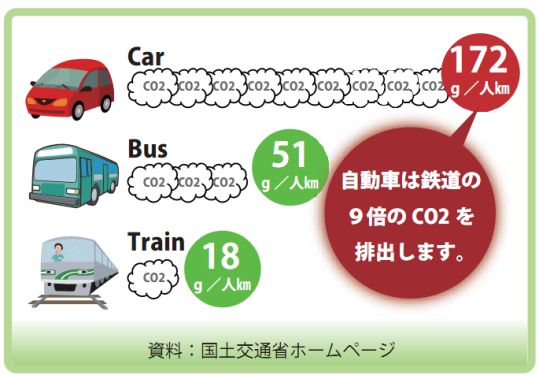 Car
CO2 CO2 CO2 CO2 CO2 CO2 CO2 CO2 CO2
172
g／人㎞
Bus
CO2 CO2 CO2
51
g／人㎞
Train
CO2
18
g／人㎞
自動車は鉄道の
９倍の CO2 を
排出します。
資料：国土交通省ホームページ